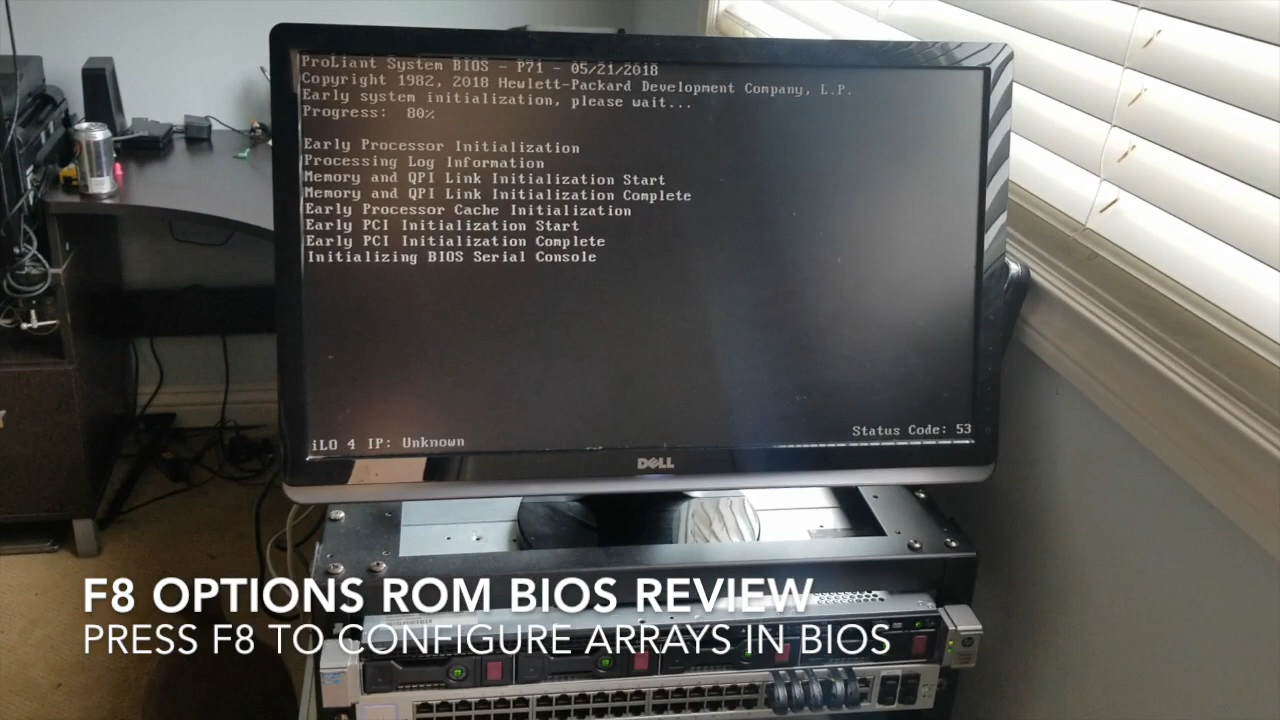 ProLiant System BIOS - P71 - 05/21/2018
Copyright 1982, 2018 Hewlett-Packard Development Company, L.P.
Early system initialization, please wait...
Progress: 80%
Early Processor Initialization
Processing Log Information
Memory and QPI Link Initialization Start
Memory and QPI Link Initialization Complete
Early Processor Cache Initialization
Early PCI Initialization Start
Early PCI Initialization Complete
Initializing BIOS Serial Console
iLO 4 IP: Unknown
Status Code: 53
DELL
F8 OPTIONS ROM BIOS REVIEW
PRESS F8 TO CONFIGURE ARRAYS IN BIOS